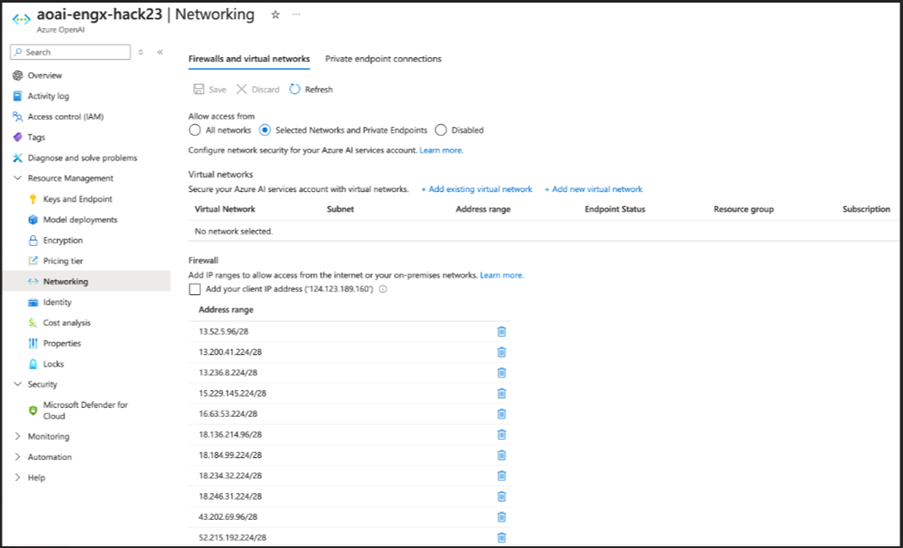 aoai-engx-hack23 | Networking
Azure OpenAI
Search
Overview
Activity log
Access control (IAM)
Tags
Diagnose and solve problems
Resource Management
Keys and Endpoint
Model deployments
Encryption
Pricing tier
Networking
Identity
Cost analysis
Properties
Locks
Security
Microsoft Defender for
Cloud
Monitoring
Automation
Help
Firewalls and virtual networks Private endpoint connections
Save Discard Refresh
Allow access from
All networks Selected Networks and Private Endpoints Disabled
Configure network security for your Azure AI services account. Learn more.
Virtual networks
Secure your Azure AI services account with virtual networks. + Add existing virtual network + Add new virtual network
Virtual Network Subnet Address range Endpoint Status Resource group Subscription
No network selected.
Firewall
Add IP ranges to allow access from the internet or your on-premises networks. Learn more.
Add your client IP address ('124.123.189.160')
Address range
13.52.5.96/28
13.200.41.224/28
13.236.8.224/28
15.229.145.224/28
16.63.53.224/28
18.136.214.96/28
18.184.99.224/28
18.234.32.224/28
18.246.31.224/28
43.202.69.96/28
52.215.192.224/28